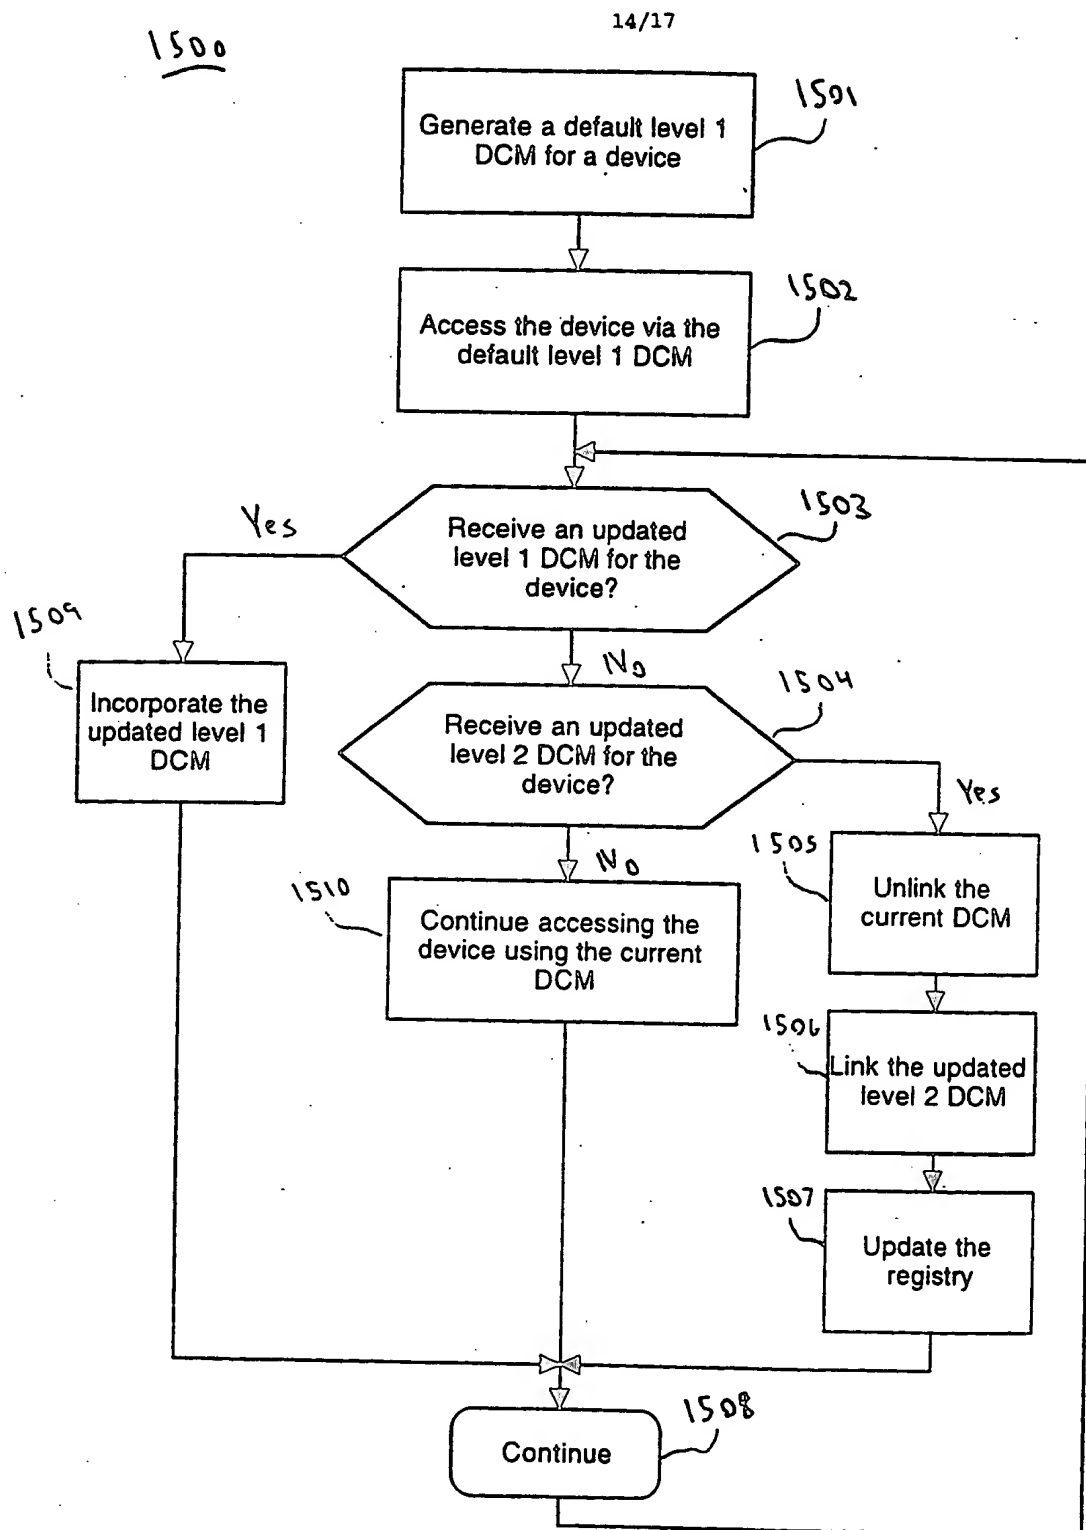 14/17
1500
Generate a default level 1
DCM for a device
1501
Access the device via the
default level 1 DCM
1502
Receive an updated
level 1 DCM for the
device?
1503
Yes
No
1509
Incorporate the
updated level 1
DCM
Receive an updated
level 2 DCM for the
device?
1504
Yes
No
1510
Continue accessing the
device using the current
DCM
1505
Unlink the
current DCM
1506
Link the updated
level 2 DCM
1507
Update the
registry
Continue
1508